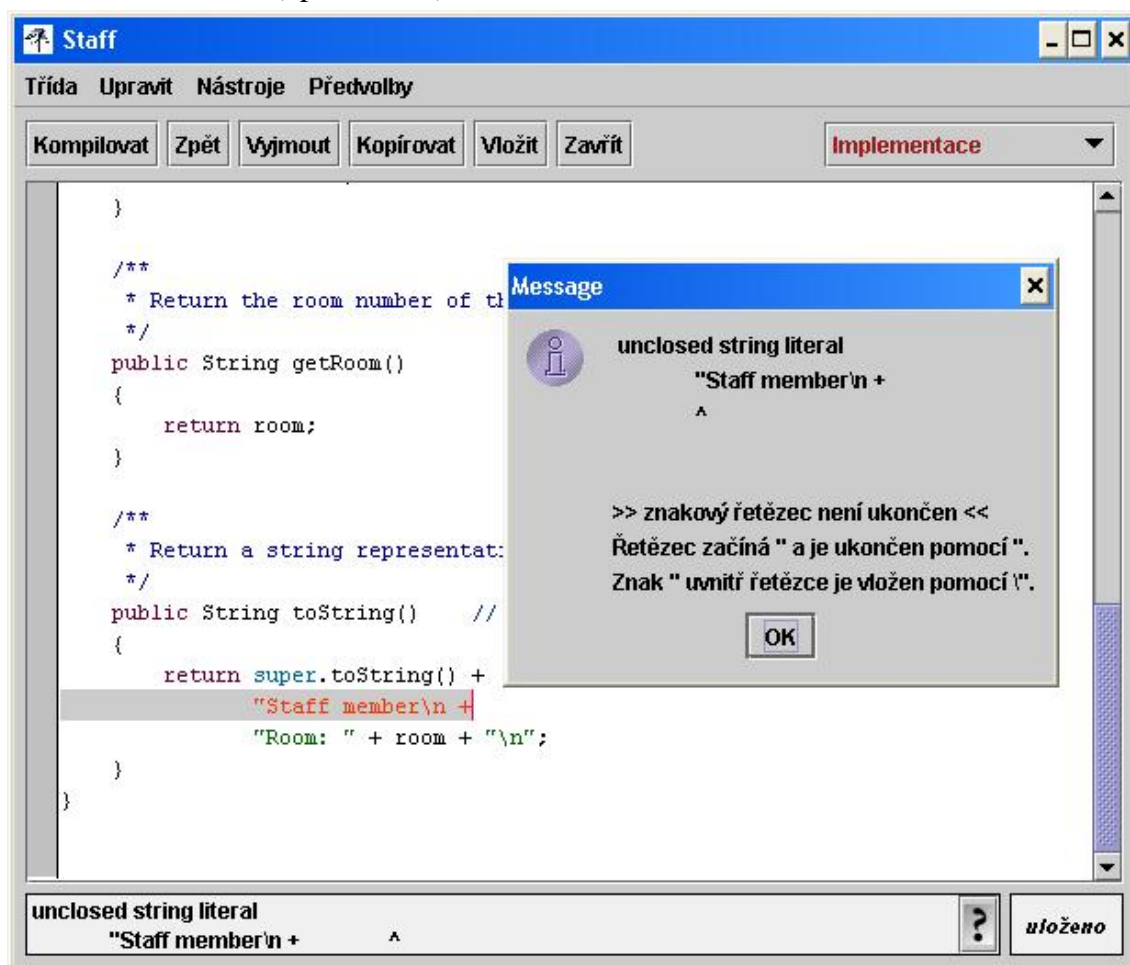 Staff
Třída Upravit Nástroje Předvolby
Kompilovat Zpět Vyjmout Kopírovat Vložit Zavřít Implementace
}
/**
* Return the room number of th
*/
public String getRoom()
{
return room;
}
/**
* Return a string representat
*/
public String toString() //
{
return super.toString() +
"Staff member\n +
"Room: " + room + "\n";
}
}
Message
unclosed string literal
"Staff member\n +
^
>> znakový řetězec není ukončen <<
Řetězec začíná " a je ukončen pomocí ".
Znak " uvnitř řetězce je vložen pomocí \".
OK
unclosed string literal
"Staff member\n + ^
?
uloženo